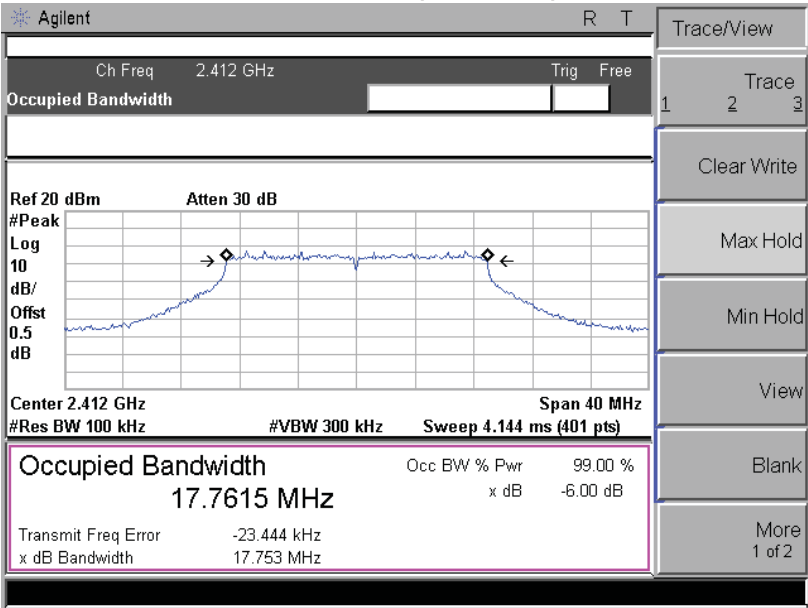 Agilent R T
Trace/View
Ch Freq 2.412 GHz Trig Free
Occupied Bandwidth
Trace
1 2 3
Clear Write
Ref 20 dBm Atten 30 dB
#Peak
Log
10
dB/
Offst
0.5
dB
Max Hold
Min Hold
Center 2.412 GHz Span 40 MHz
#Res BW 100 kHz #VBW 300 kHz Sweep 4.144 ms (401 pts)
View
Occupied Bandwidth
17.7615 MHz
Occ BW % Pwr 99.00 %
x dB -6.00 dB
Transmit Freq Error -23.444 kHz
x dB Bandwidth 17.753 MHz
Blank
More
1 of 2